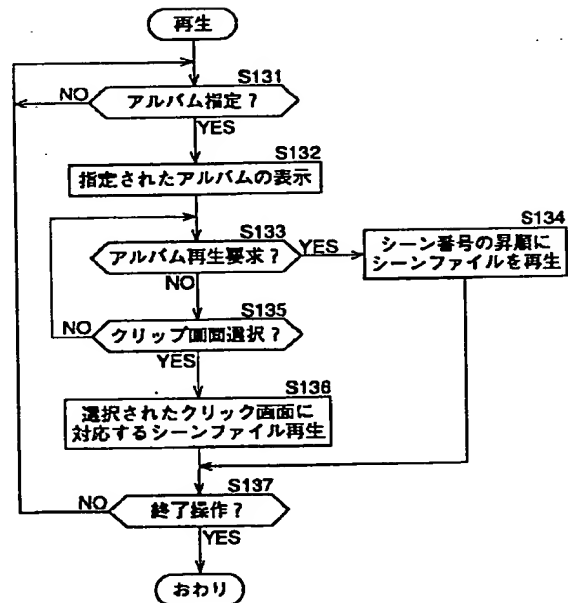 再生
S131
NO
アルバム指定？
YES
S132
指定されたアルバムの表示
S133
アルバム再生要求？
YES
S134
シーン番号の昇順に
シーンファイルを再生
NO
S135
NO
クリップ画面選択？
YES
S136
選択されたクリック画面に
対応するシーンファイル再生
S137
NO
終了操作？
YES
おわり